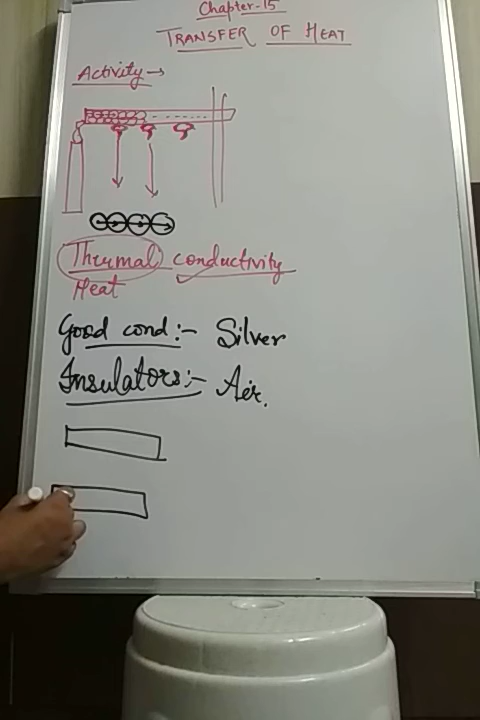 Chapter-15
TRANSFER OF HEAT
Activity→
Thermal conductivity
Heat
Good cond:- Silver
Insulators:- Air.